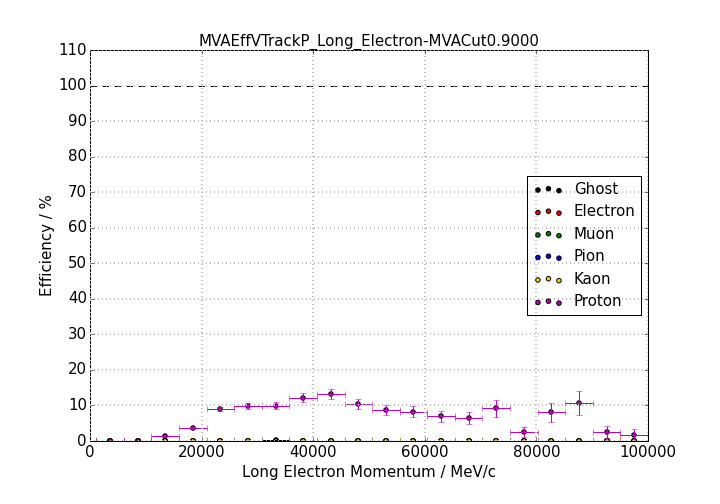 MVAEffVTrackP_Long_Electron-MVACut0.9000
110
100
90
80
70
60
50
40
30
20
10
0
Efficiency / %
Ghost
Electron
Muon
Pion
Kaon
Proton
0 20000 40000 60000 80000 100000
Long Electron Momentum / MeV/c